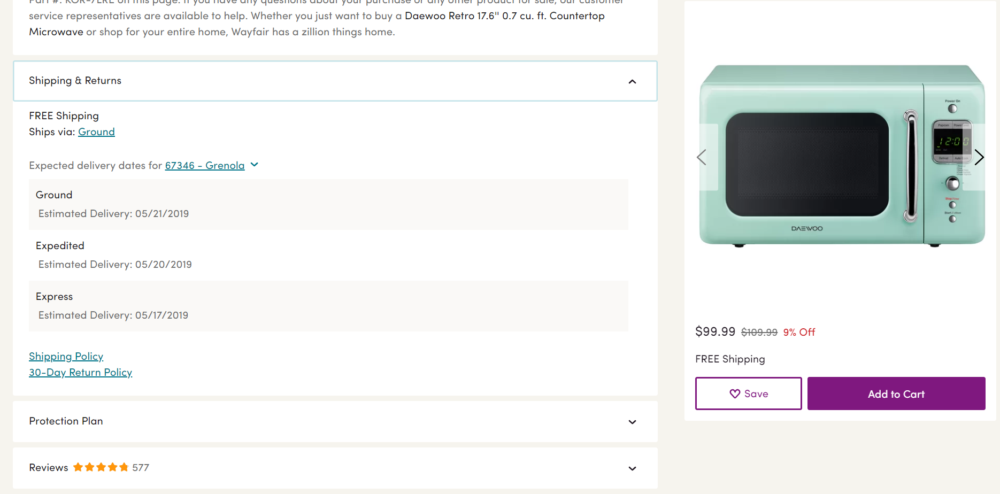 Part #: KOR-7LRE on this page. If you have any questions about your purchase or any other product for sale, our customer
service representatives are available to help. Whether you just want to buy a Daewoo Retro 17.6" 0.7 cu. ft. Countertop
Microwave or shop for your entire home, Wayfair has a zillion things home.
Shipping & Returns
FREE Shipping
Ships via: Ground
Expected delivery dates for 67346 - Grenola
Ground
Estimated Delivery: 05/21/2019
Expedited
Estimated Delivery: 05/20/2019
Express
Estimated Delivery: 05/17/2019
Shipping Policy
30-Day Return Policy
Protection Plan
Reviews 577
Power On
Popcorn
12:00
Defrost
DAEWOO
$99.99 $109.99 9% Off
FREE Shipping
Save
Add to Cart